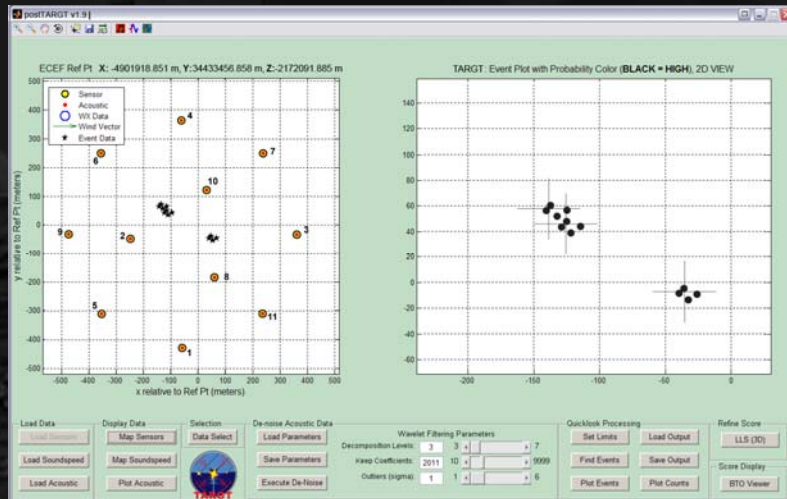 postTARGT v1.9
ECEF Ref Pt X: -4901918.851 m, Y:34433456.858 m, Z:-2172091.885 m
Sensor
Acoustic
WX Data
Wind Vector
Event Data
500
400
300
200
100
0
-100
-200
-300
-400
-500
4
7
6
10
9
2
3
8
5
11
1
-500 -400 -300 -200 -100 0 100 200 300 400 500
x relative to Ref Pt (meters)
y relative to Ref Pt (meters)
TARGT: Event Plot with Probability Color (BLACK = HIGH), 2D VIEW
140
120
100
80
60
40
20
0
-20
-40
-60
-200 -150 -100 -50 0
Load Data
Load Sensors
Load Soundspeed
Load Acoustic
Display Data
Map Sensors
Map Soundspeed
Plot Acoustic
Selection
Data Select
TARGT
De-noise Acoustic Data
Load Parameters
Save Parameters
Execute De-Noise
Wavelet Filtering Parameters
Decomposition Levels: 3 3 7
Keep Coefficients: 2011 10 9999
Outliers (sigma) 1 1 6
Quicklook Processing
Set Limits
Load Output
Find Events
Save Output
Plot Events
Plot Counts
Refine Score
LLS (3D)
Score Display
BTO Viewer